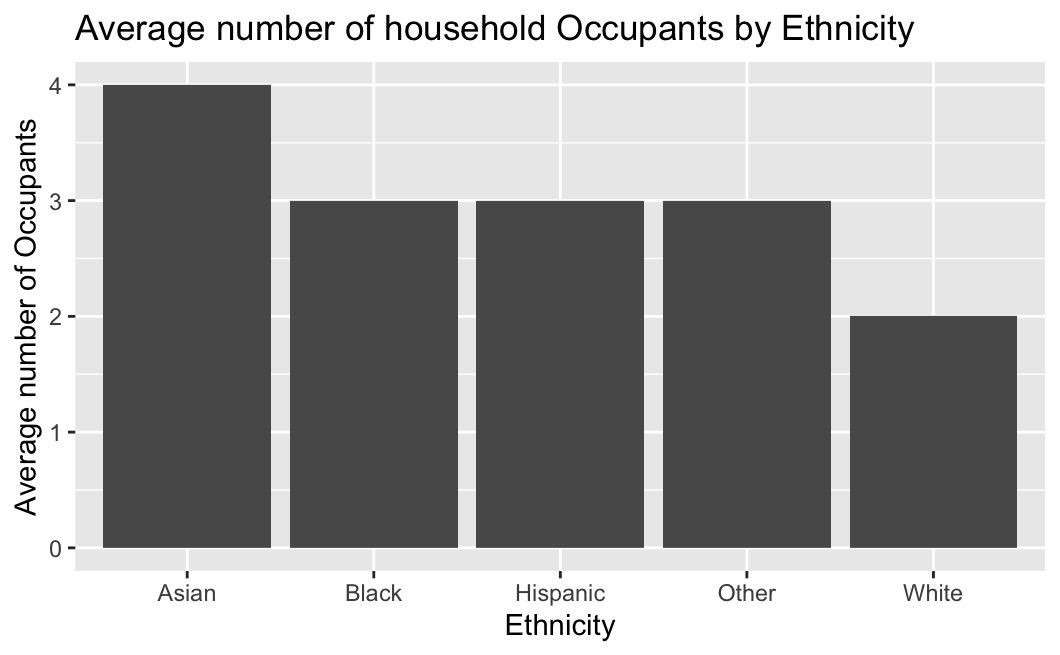 Average number of household Occupants by Ethnicity
Average number of Occupants
4
3
2
1
0
Asian Black Hispanic Other White
Ethnicity